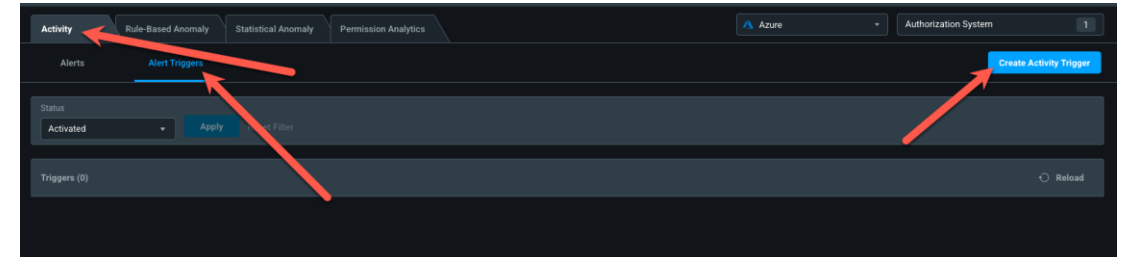 Activity Rule-Based Anomaly Statistical Anomaly Permission Analytics Azure Authorization System 1
Alerts Alert Triggers Create Activity Trigger
Status
Activated Apply Filter
Triggers (0) Reload